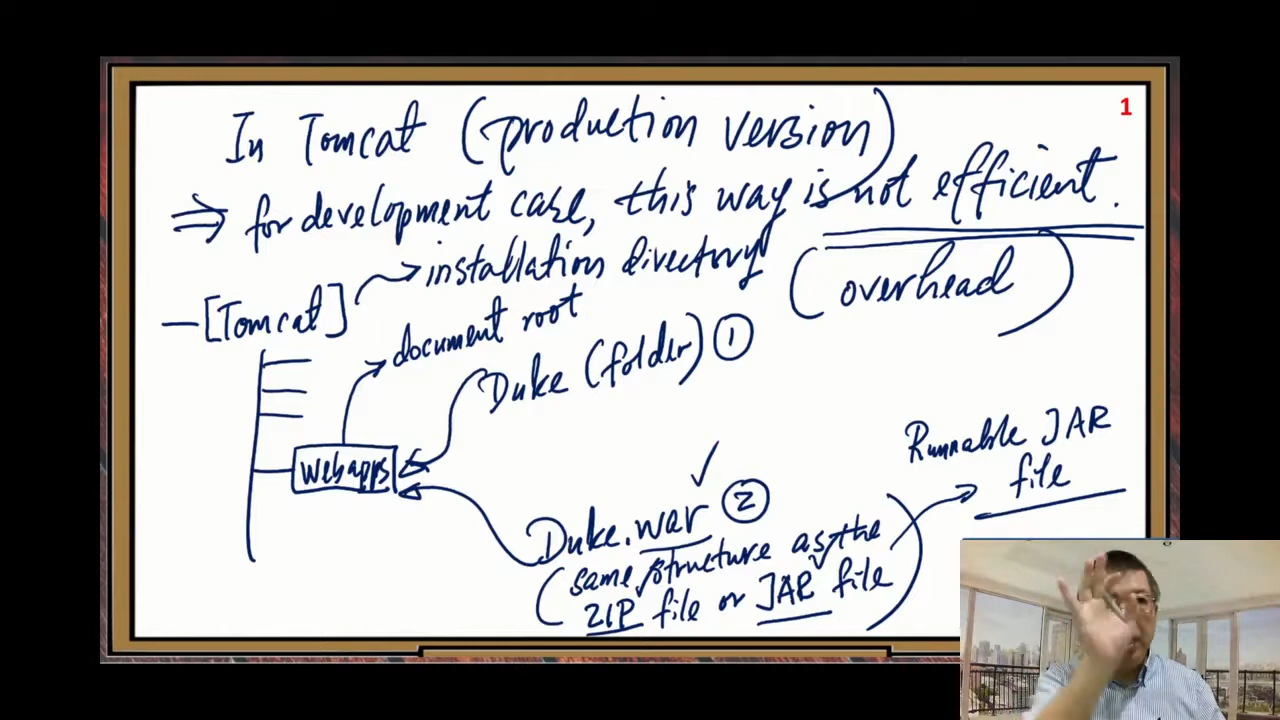 1
In Tomcat (production version)
⇒ for development case, this way is not efficient.
(overhead)
– [Tomcat] → installation directory
→ document root
Duke (folder) ①
webapps
Duke.war ②
(same structure as the
ZIP file or JAR file)
→ Runnable JAR
file